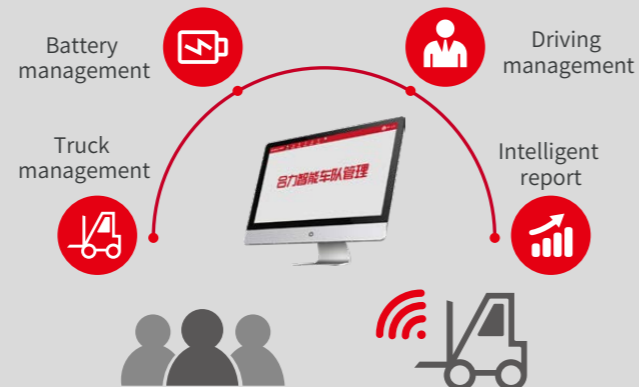 Battery
management
Driving
management
Truck
management
合力智能车队管理
Intelligent
report